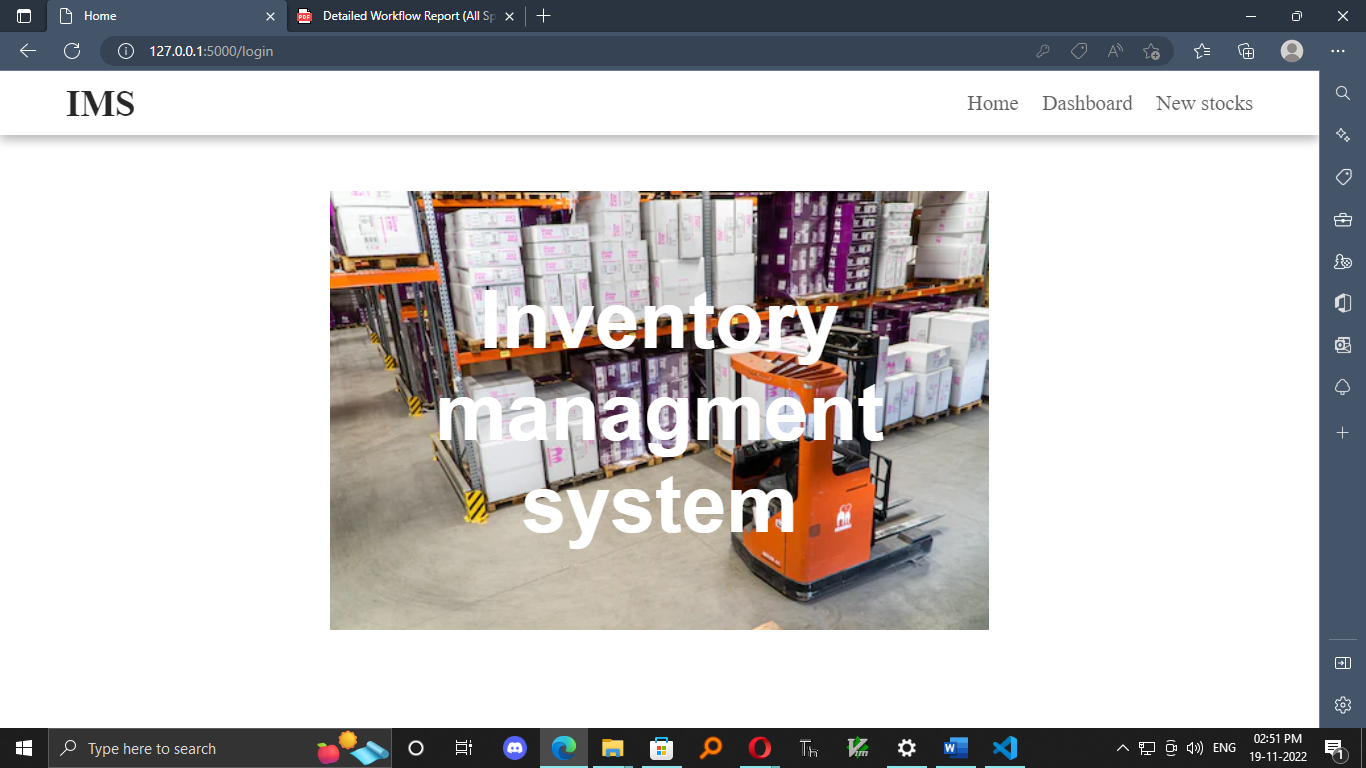 Home
Detailed Workflow Report (All Sp
127.0.0.1:5000/login
IMS
Home Dashboard New stocks
Inventory
managment
system
Type here to search
ENG
02:51 PM
19-11-2022
1